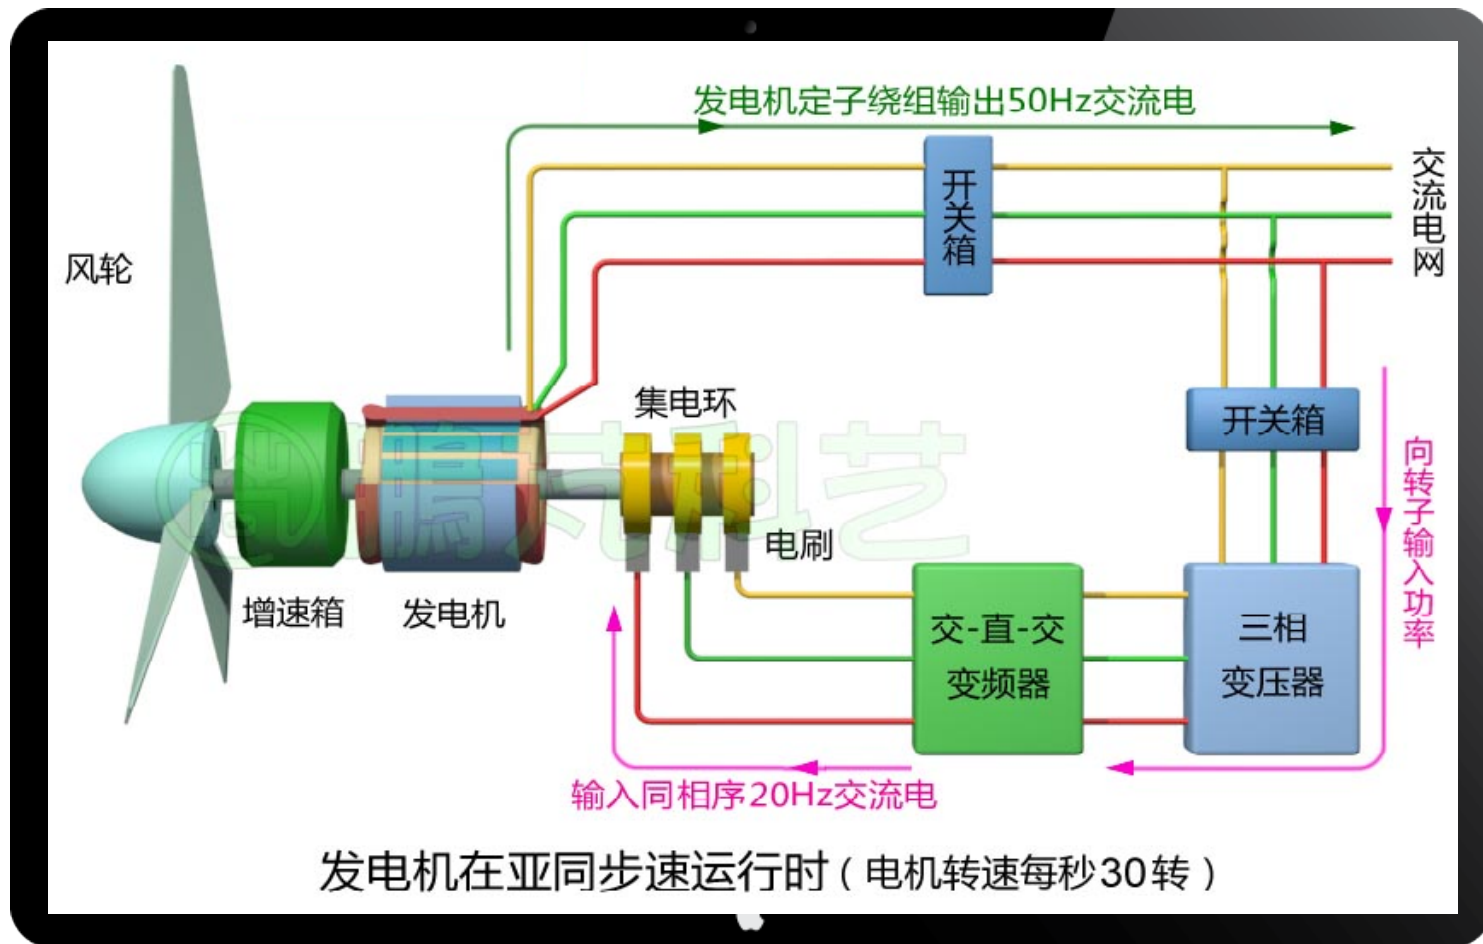 发电机定子绕组输出50Hz交流电
交流电网
开关箱
风轮
集电环
开关箱
向转子输入功率
电刷
增速箱
发电机
交-直-交
变频器
三相
变压器
输入同相序20Hz交流电
发电机在亚同步速运行时（电机转速每秒30转）
鹏芃科艺